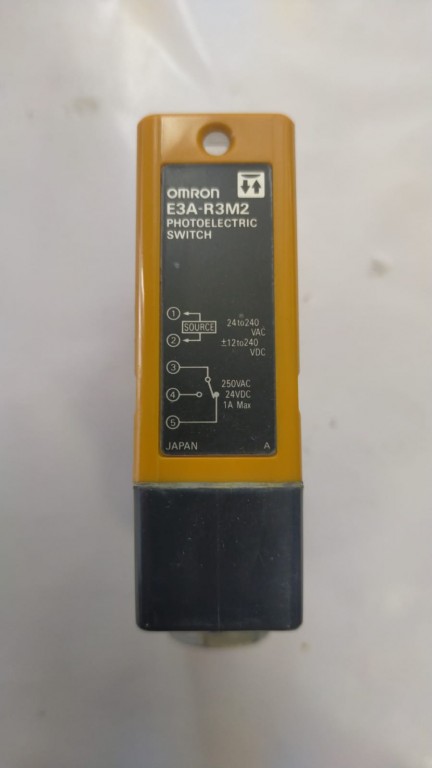 OMRON
E3A-R3M2
PHOTOELECTRIC
SWITCH
1
SOURCE
24to240
VAC
2
±12to240
VDC
3
250VAC
4
24VDC
1A Max
5
JAPAN A